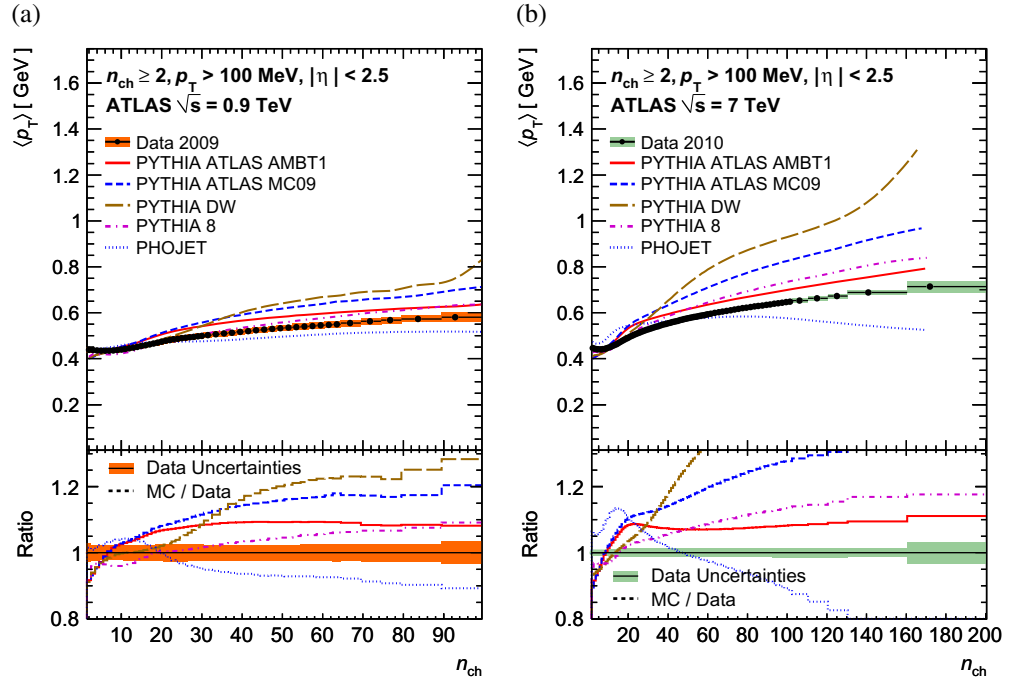 (a)
⟨p_T⟩ [ GeV ]
1.6
1.4
1.2
1
0.8
0.6
0.4
0.2
n_ch ≥ 2, p_T > 100 MeV, | η | < 2.5
ATLAS √s = 0.9 TeV
Data 2009
PYTHIA ATLAS AMBT1
PYTHIA ATLAS MC09
PYTHIA DW
PYTHIA 8
PHOJET
Ratio
1.2
1
0.8
Data Uncertainties
MC / Data
10 20 30 40 50 60 70 80 90
n_ch
(b)
⟨p_T⟩ [ GeV ]
1.6
1.4
1.2
1
0.8
0.6
0.4
0.2
n_ch ≥ 2, p_T > 100 MeV, | η | < 2.5
ATLAS √s = 7 TeV
Data 2010
PYTHIA ATLAS AMBT1
PYTHIA ATLAS MC09
PYTHIA DW
PYTHIA 8
PHOJET
Ratio
1.2
1
0.8
Data Uncertainties
MC / Data
20 40 60 80 100 120 140 160 180 200
n_ch